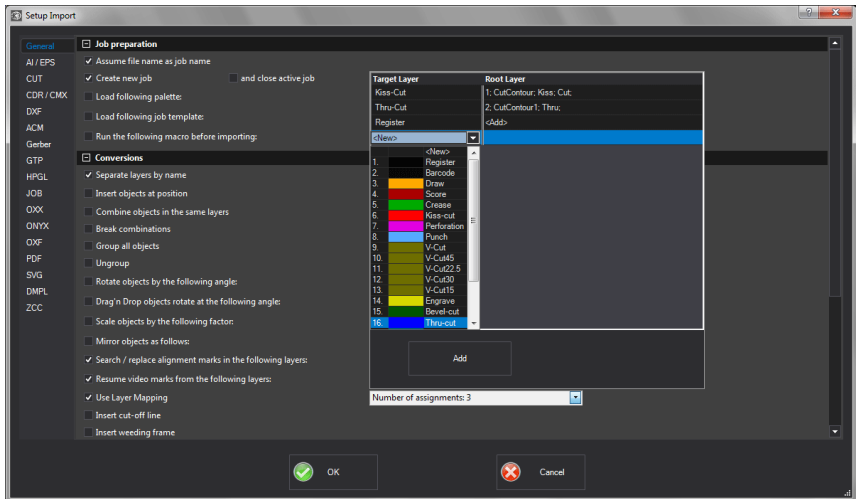 Setup Import
General
AI / EPS
CUT
CDR / CMX
DXF
ACM
Gerber
GTP
HPGL
JOB
OXX
ONYX
OXF
PDF
SVG
DMPL
ZCC
Job preparation
Assume file name as job name
Create new job and close active job
Load following palette:
Load following job template:
Run the following macro before importing:
Conversions
Separate layers by name
Insert objects at position
Combine objects in the same layers
Break combinations
Group all objects
Ungroup
Rotate objects by the following angle:
Drag'n Drop objects rotate at the following angle:
Scale objects by the following factor:
Mirror objects as follows:
Search / replace alignment marks in the following layers:
Resume video marks from the following layers:
Use Layer Mapping
Insert cut-off line
Insert weeding frame
Target Layer Root Layer
Kiss-Cut 1; CutContour; Kiss; Cut;
Thru-Cut 2; CutContour1; Thru;
Register <Add>
<New>
<New>
1. Register
2. Barcode
3. Draw
4. Score
5. Crease
6. Kiss-cut
7. Perforation
8. Punch
9. V-Cut
10. V-Cut45
11. V-Cut22.5
12. V-Cut30
13. V-Cut15
14. Engrave
15. Bevel-cut
16. Thru-cut
Add
Number of assignments: 3
OK
Cancel